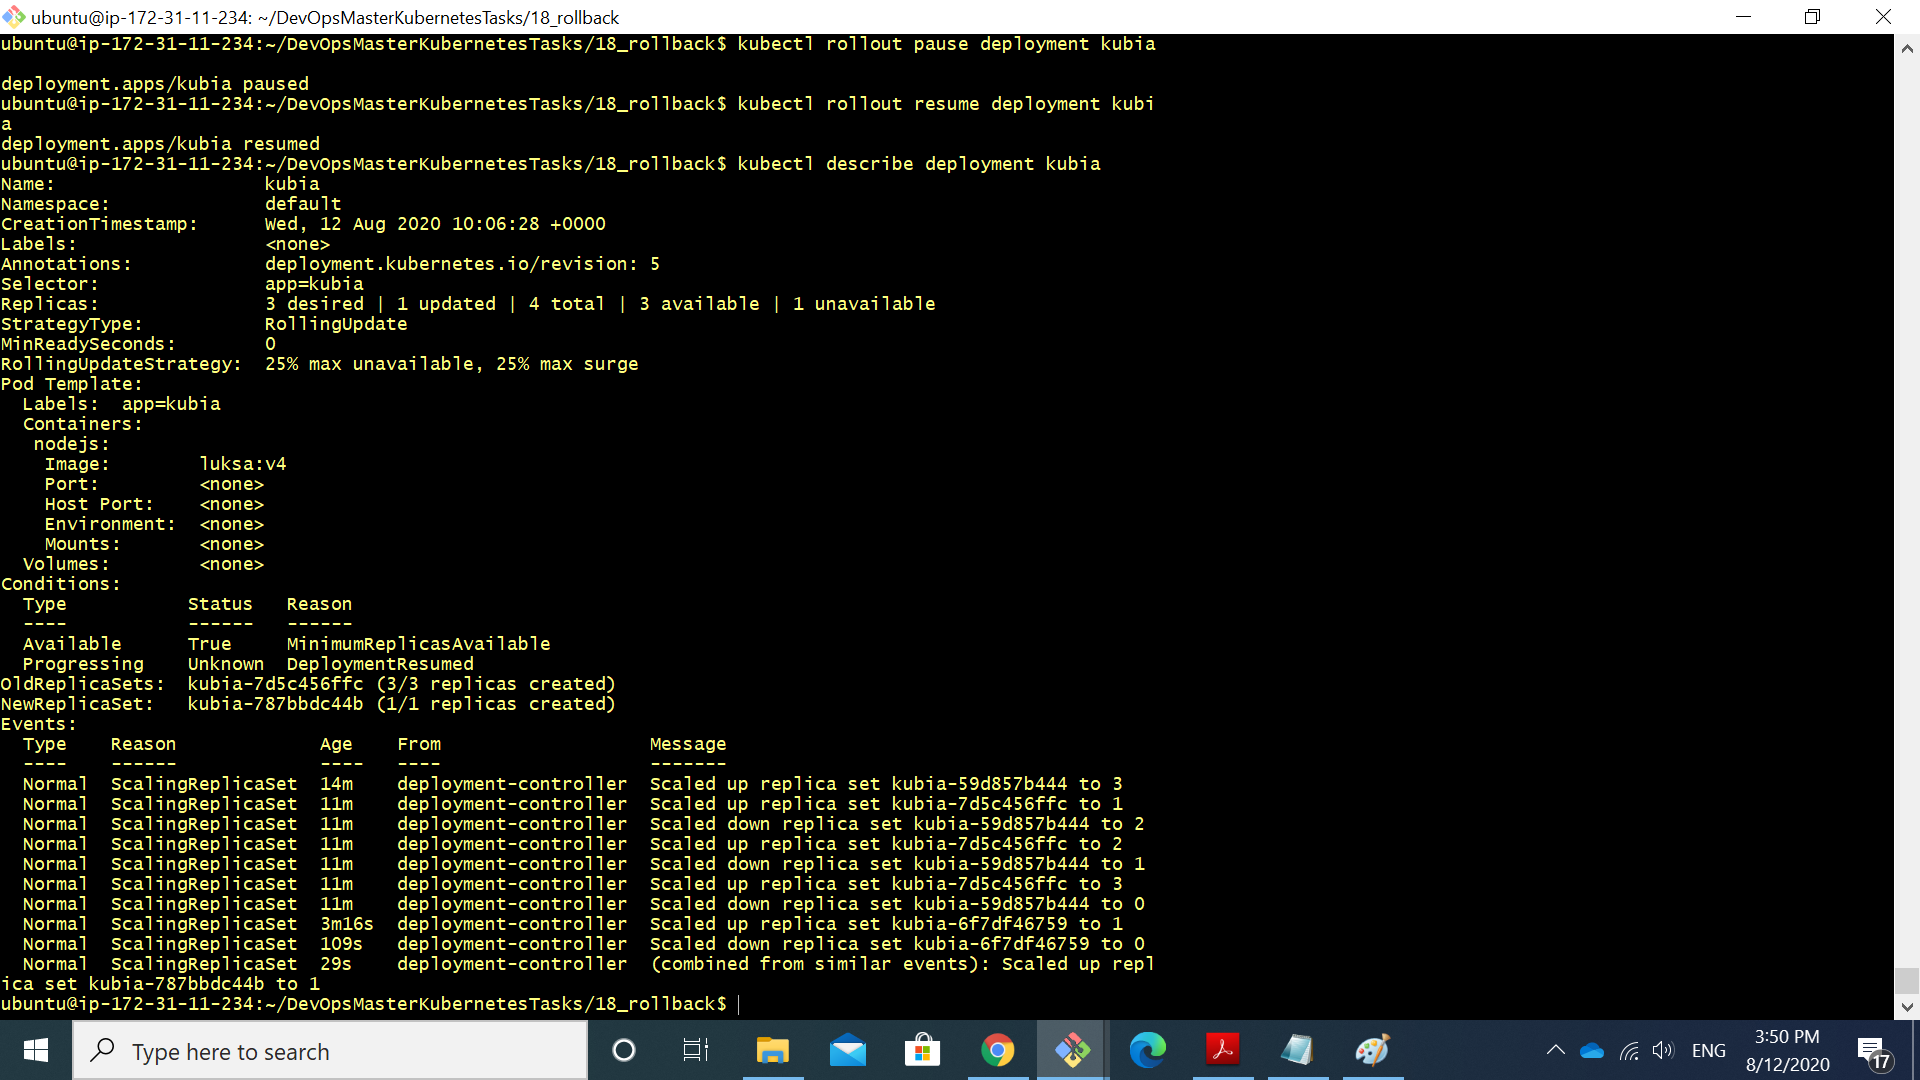 ubuntu@ip-172-31-11-234: ~/DevOpsMasterKubernetesTasks/18_rollback
ubuntu@ip-172-31-11-234:~/DevOpsMasterKubernetesTasks/18_rollback$ kubectl rollout pause deployment kubia
deployment.apps/kubia paused
ubuntu@ip-172-31-11-234:~/DevOpsMasterKubernetesTasks/18_rollback$ kubectl rollout resume deployment kubi
a
deployment.apps/kubia resumed
ubuntu@ip-172-31-11-234:~/DevOpsMasterKubernetesTasks/18_rollback$ kubectl describe deployment kubia
Name:                   kubia
Namespace:              default
CreationTimestamp:      Wed, 12 Aug 2020 10:06:28 +0000
Labels:                 <none>
Annotations:            deployment.kubernetes.io/revision: 5
Selector:               app=kubia
Replicas:               3 desired | 1 updated | 4 total | 3 available | 1 unavailable
StrategyType:           RollingUpdate
MinReadySeconds:        0
RollingUpdateStrategy:  25% max unavailable, 25% max surge
Pod Template:
  Labels:  app=kubia
  Containers:
   nodejs:
    Image:        luksa:v4
    Port:         <none>
    Host Port:    <none>
    Environment:  <none>
    Mounts:       <none>
  Volumes:        <none>
Conditions:
  Type           Status   Reason
  ----           ------   ------
  Available      True     MinimumReplicasAvailable
  Progressing    Unknown  DeploymentResumed
OldReplicaSets:  kubia-7d5c456ffc (3/3 replicas created)
NewReplicaSet:   kubia-787bbdc44b (1/1 replicas created)
Events:
  Type    Reason             Age    From                   Message
  ----    ------             ----   ----                   -------
  Normal  ScalingReplicaSet  14m    deployment-controller  Scaled up replica set kubia-59d857b444 to 3
  Normal  ScalingReplicaSet  11m    deployment-controller  Scaled up replica set kubia-7d5c456ffc to 1
  Normal  ScalingReplicaSet  11m    deployment-controller  Scaled down replica set kubia-59d857b444 to 2
  Normal  ScalingReplicaSet  11m    deployment-controller  Scaled up replica set kubia-7d5c456ffc to 2
  Normal  ScalingReplicaSet  11m    deployment-controller  Scaled down replica set kubia-59d857b444 to 1
  Normal  ScalingReplicaSet  11m    deployment-controller  Scaled up replica set kubia-7d5c456ffc to 3
  Normal  ScalingReplicaSet  11m    deployment-controller  Scaled down replica set kubia-59d857b444 to 0
  Normal  ScalingReplicaSet  3m16s  deployment-controller  Scaled up replica set kubia-6f7df46759 to 1
  Normal  ScalingReplicaSet  109s   deployment-controller  Scaled down replica set kubia-6f7df46759 to 0
  Normal  ScalingReplicaSet  29s    deployment-controller  (combined from similar events): Scaled up repl
ica set kubia-787bbdc44b to 1
ubuntu@ip-172-31-11-234:~/DevOpsMasterKubernetesTasks/18_rollback$
Type here to search
ENG
3:50 PM
8/12/2020
17